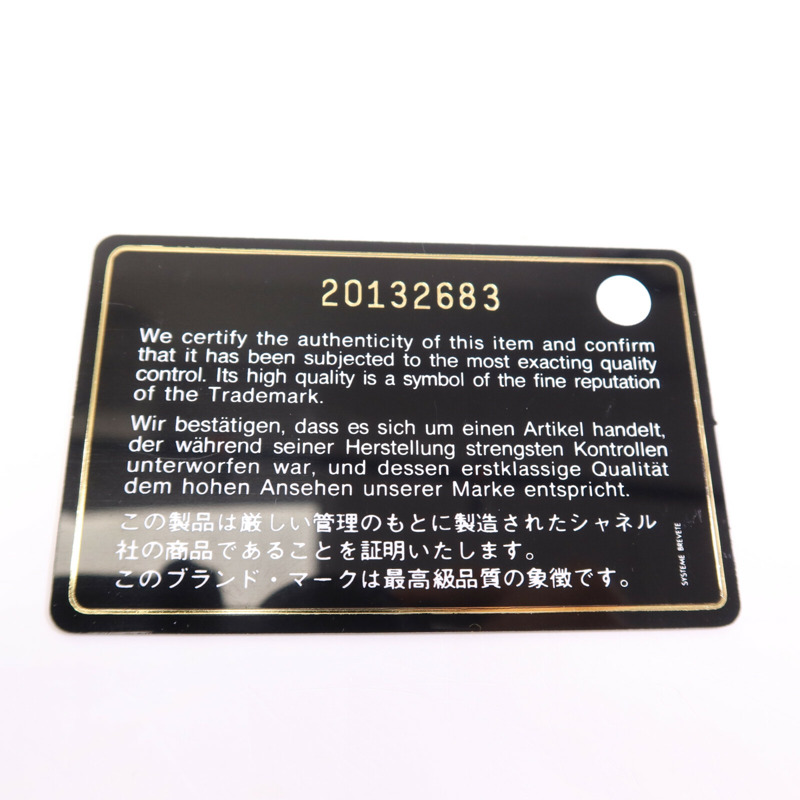 20132683
We certify the authenticity of this item and confirm
that it has been subjected to the most exacting quality
control. Its high quality is a symbol of the fine reputation
of the Trademark.
Wir bestätigen, dass es sich um einen Artikel handelt,
der während seiner Herstellung strengsten Kontrollen
unterworfen war, und dessen erstklassige Qualität
dem hohen Ansehen unserer Marke entspricht.
この製品は厳しい管理のもとに製造されたシャネル
社の商品であることを証明いたします。
このブランド・マークは最高級品質の象徴です。
SYSTEME BREVETE